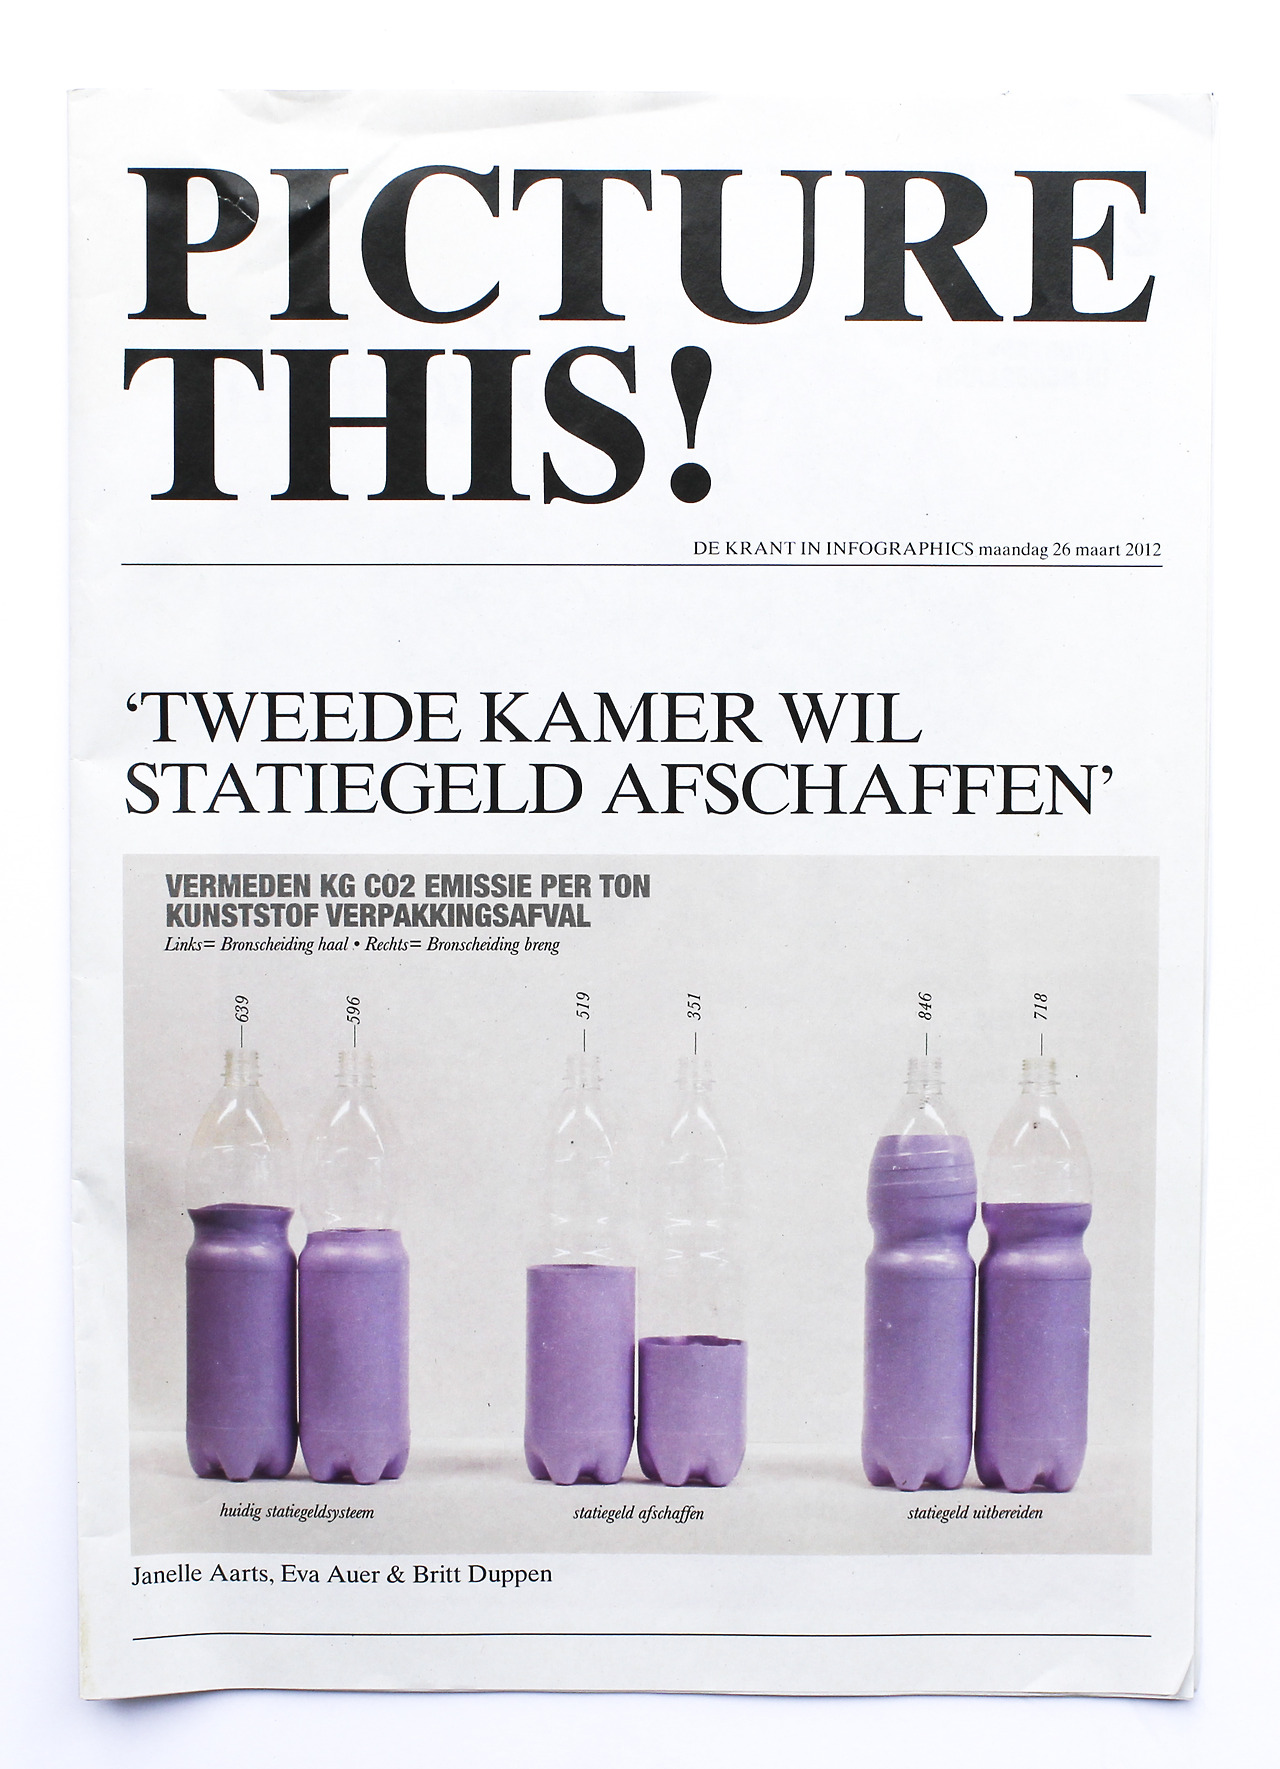 PICTURE
THIS!
DE KRANT IN INFOGRAPHICS maandag 26 maart 2012
‘TWEEDE KAMER WIL
STATIEGELD AFSCHAFFEN’
VERMEDEN KG CO2 EMISSIE PER TON
KUNSTSTOF VERPAKKINGSAFVAL
Links= Bronscheiding haal • Rechts= Bronscheiding breng
639 596 519 351 846 718
huidig statiegeldsysteem statiegeld afschaffen statiegeld uitbereiden
Janelle Aarts, Eva Auer & Britt Duppen